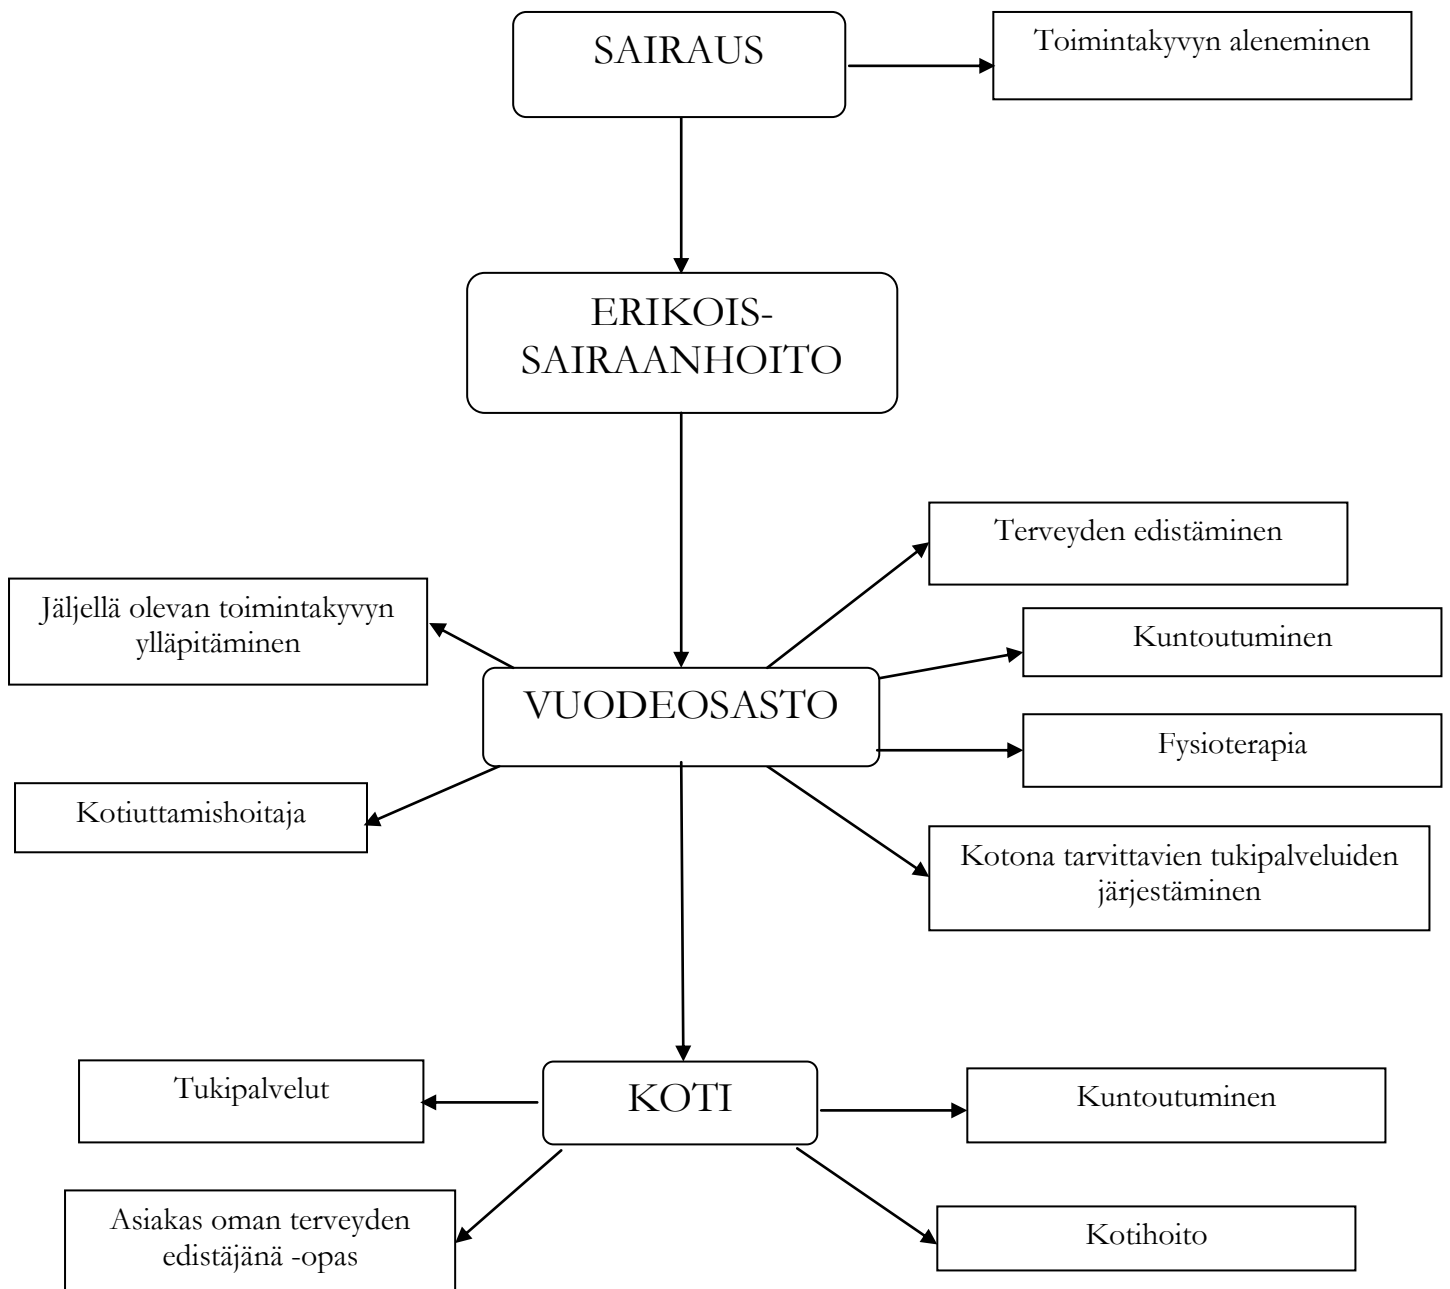 SAIRAUS
Toimintakyvyn aleneminen
ERIKOIS-
SAIRAANHOITO
Terveyden edistäminen
Jäljellä olevan toimintakyvyn
ylläpitäminen
Kuntoutuminen
VUODEOSASTO
Fysioterapia
Kotiuttamishoitaja
Kotona tarvittavien tukipalveluiden
järjestäminen
Tukipalvelut
KOTI
Kuntoutuminen
Asiakas oman terveyden
edistäjänä -opas
Kotihoito